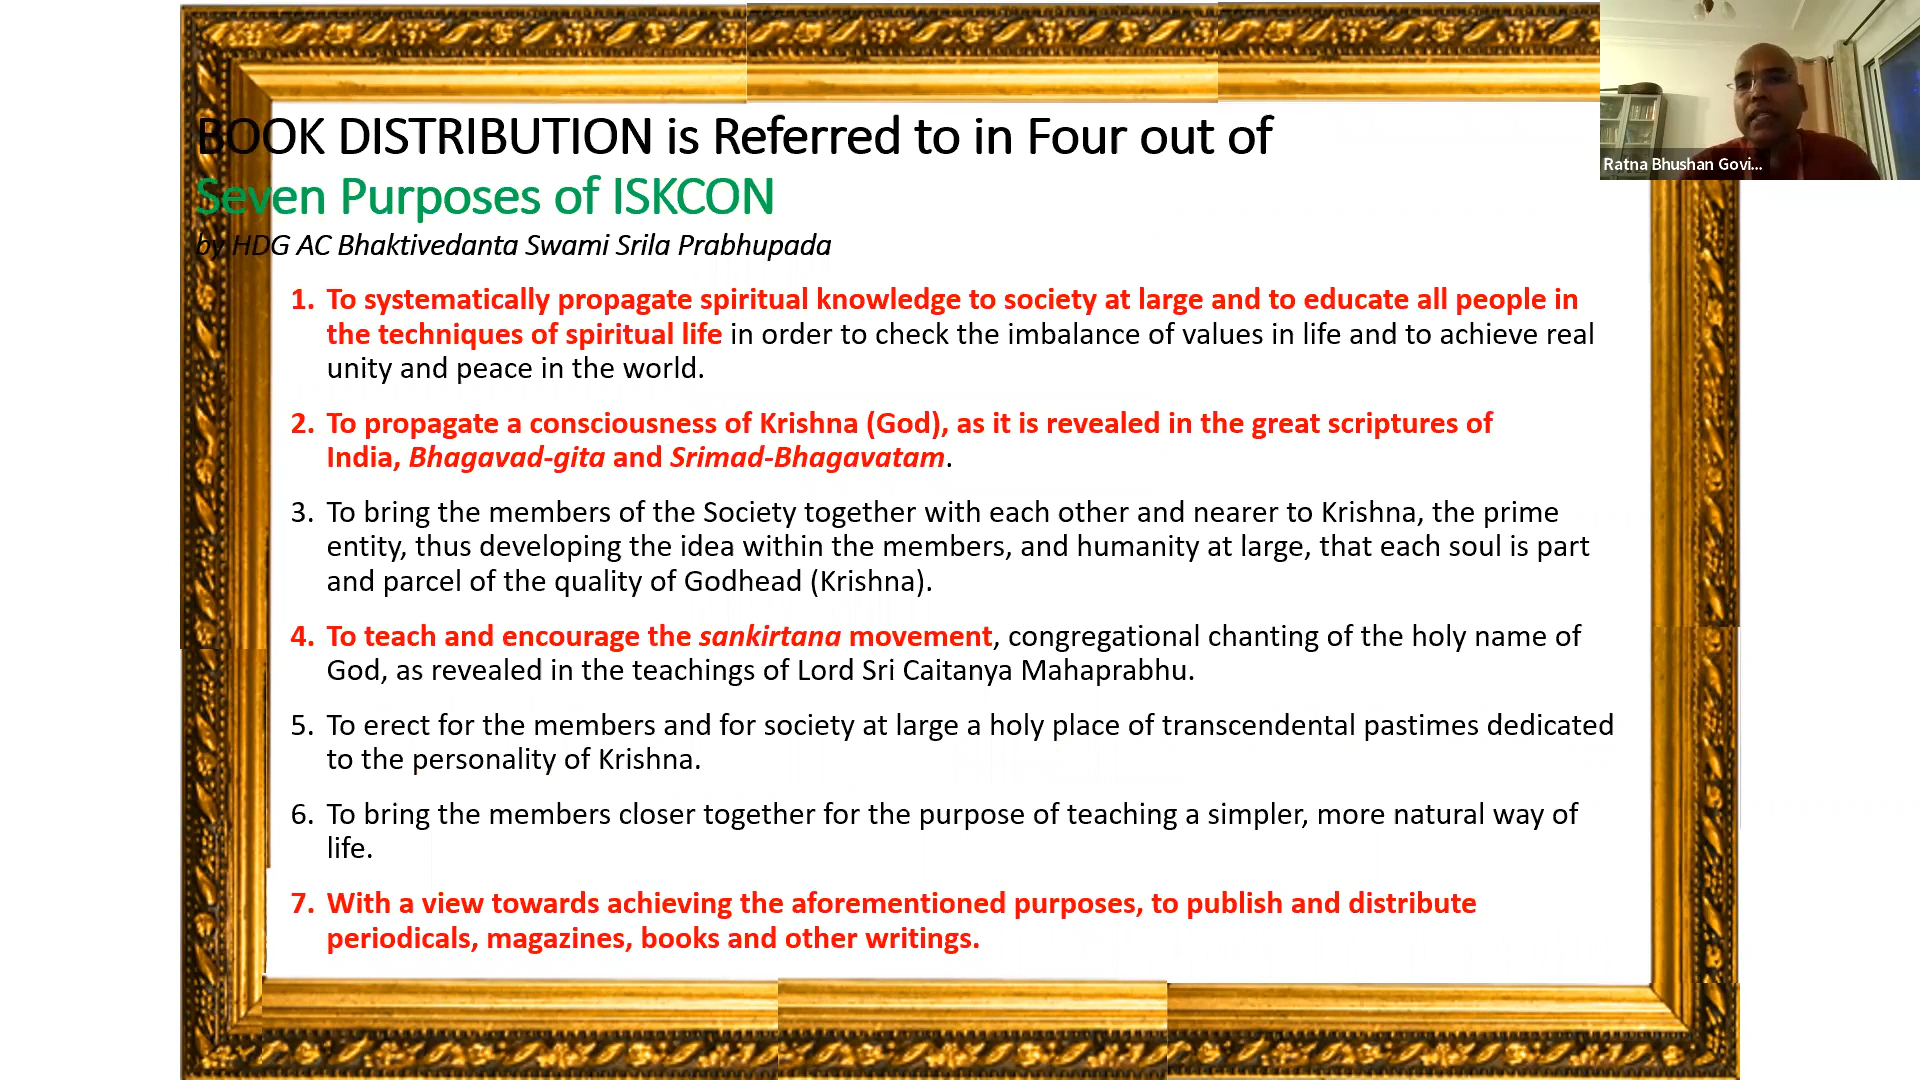 BOOK DISTRIBUTION is Referred to in Four out of
Seven Purposes of ISKCON
by HDG AC Bhaktivedanta Swami Srila Prabhupada
Ratna Bhushan Govi...
1. To systematically propagate spiritual knowledge to society at large and to educate all people in
the techniques of spiritual life in order to check the imbalance of values in life and to achieve real
unity and peace in the world.
2. To propagate a consciousness of Krishna (God), as it is revealed in the great scriptures of
India, Bhagavad-gita and Srimad-Bhagavatam.
3. To bring the members of the Society together with each other and nearer to Krishna, the prime
entity, thus developing the idea within the members, and humanity at large, that each soul is part
and parcel of the quality of Godhead (Krishna).
4. To teach and encourage the sankirtana movement, congregational chanting of the holy name of
God, as revealed in the teachings of Lord Sri Caitanya Mahaprabhu.
5. To erect for the members and for society at large a holy place of transcendental pastimes dedicated
to the personality of Krishna.
6. To bring the members closer together for the purpose of teaching a simpler, more natural way of
life.
7. With a view towards achieving the aforementioned purposes, to publish and distribute
periodicals, magazines, books and other writings.